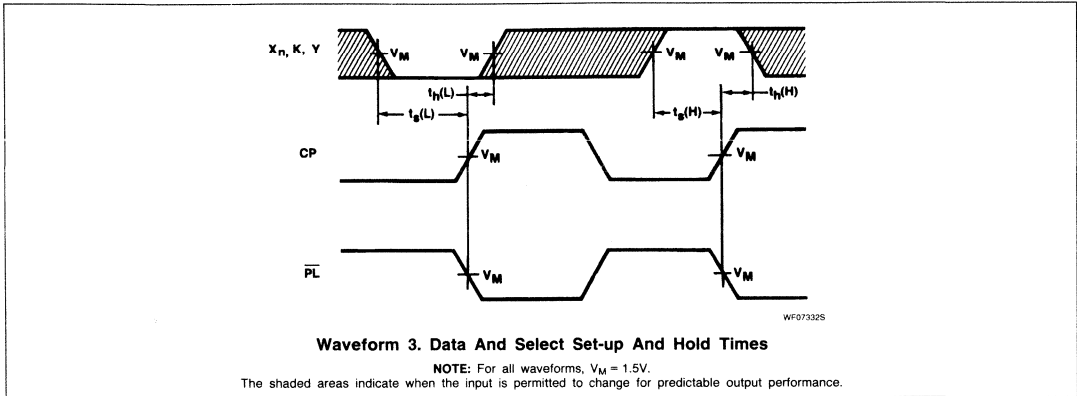 Xn, K, Y
VM
VM
VM
VM
th(L)
th(H)
ts(L)
ts(H)
CP
VM
VM
PL
VM
VM
WF07332S
Waveform 3. Data And Select Set-up And Hold Times
NOTE: For all waveforms, VM = 1.5V.
The shaded areas indicate when the input is permitted to change for predictable output performance.